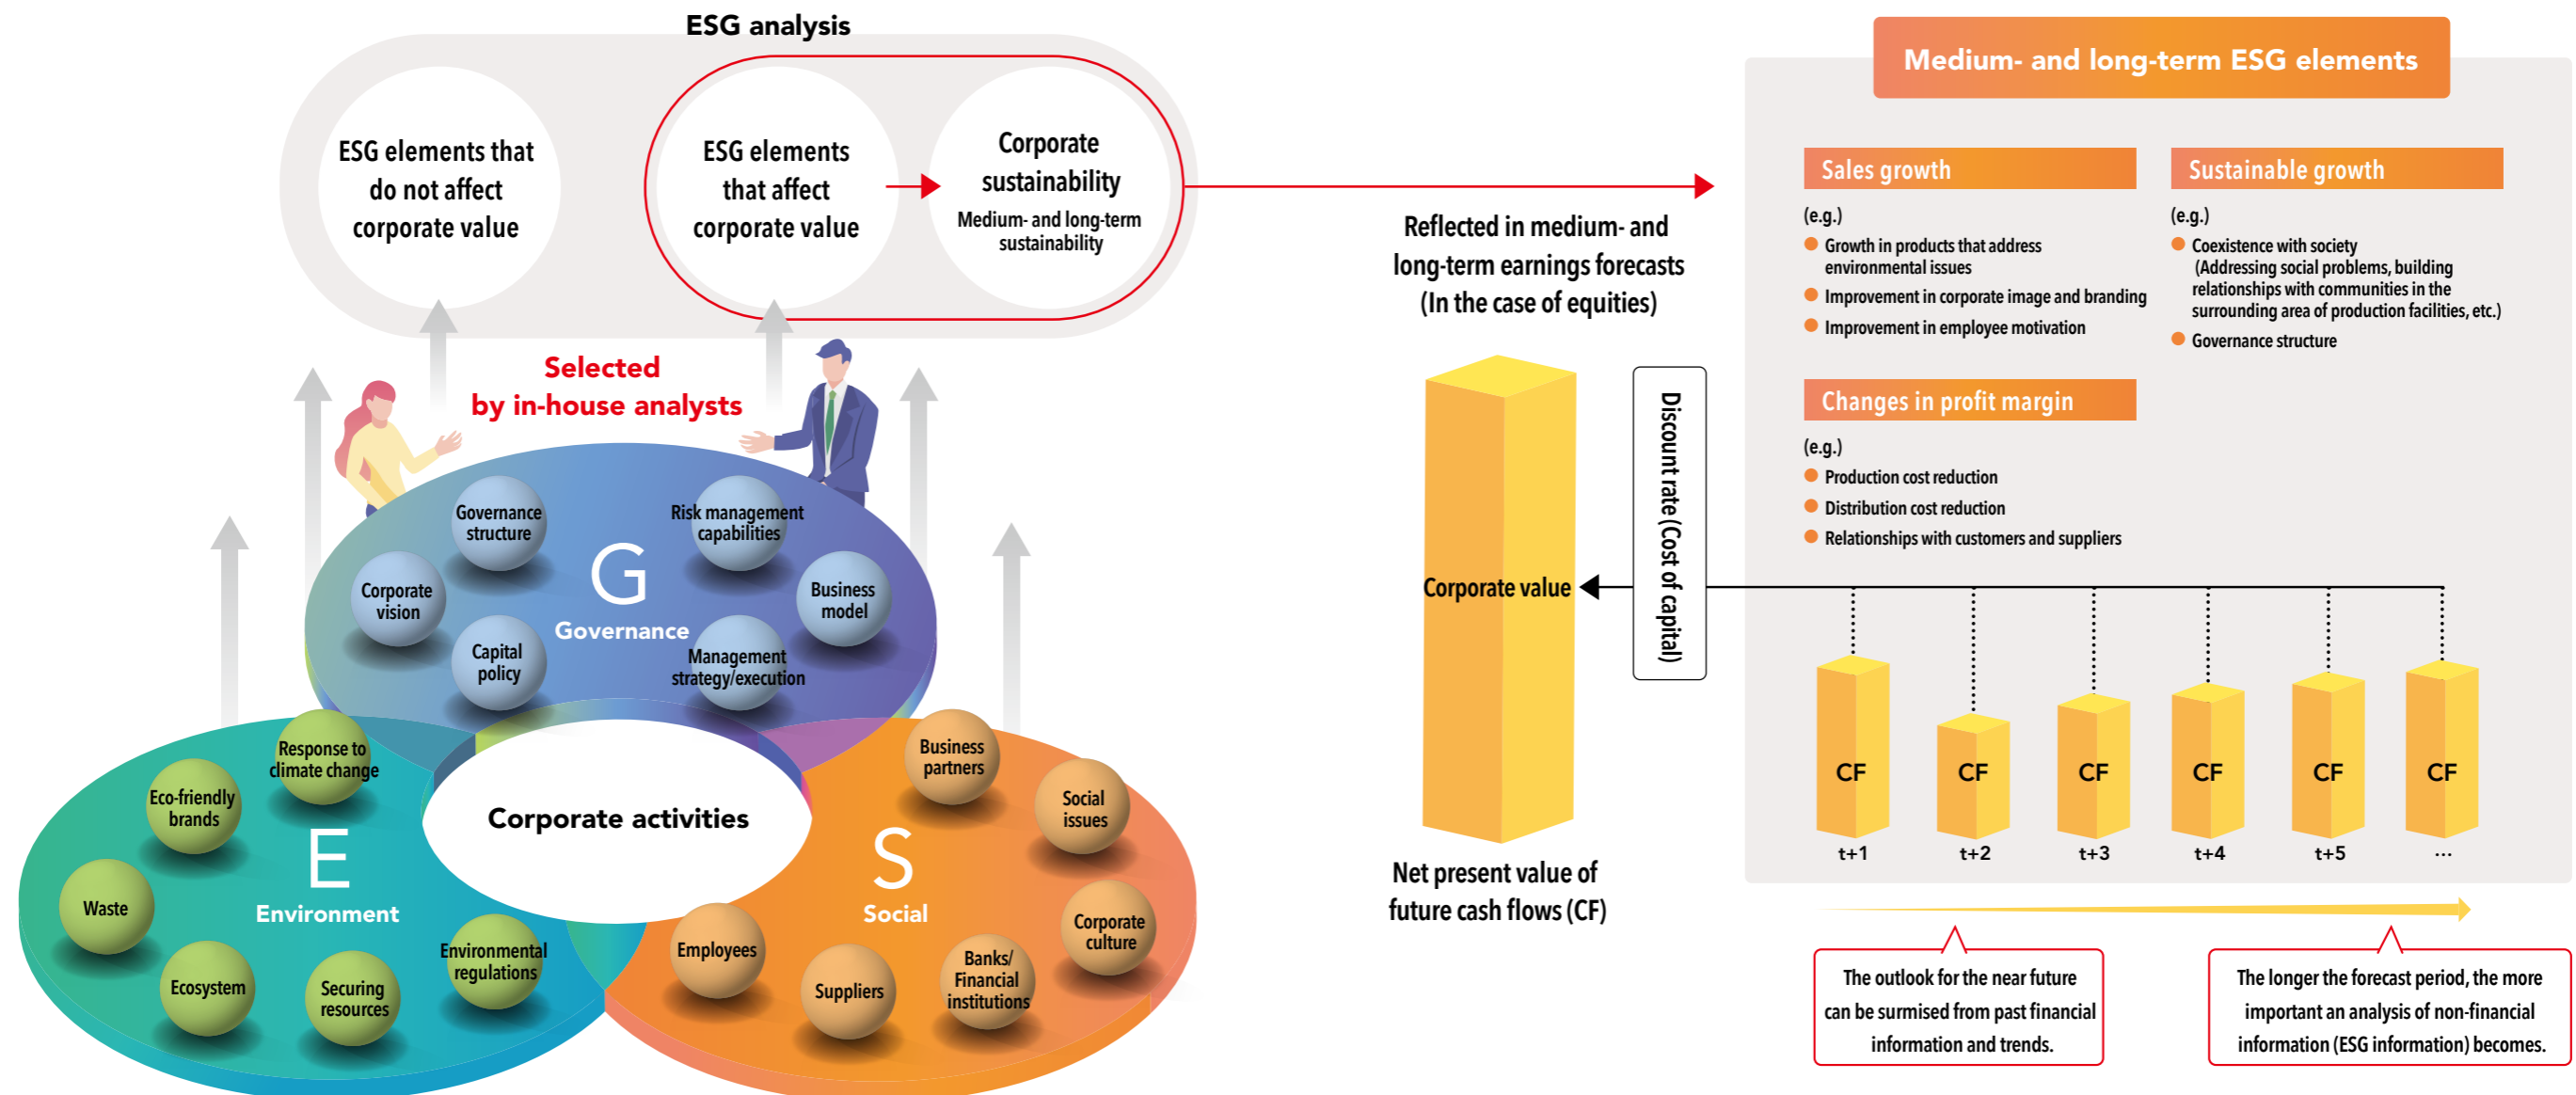 ESG analysis
ESG elements that
do not affect
corporate value
ESG elements
that affect
corporate value
Corporate
sustainability
Medium- and long-term
sustainability
Selected
by in-house analysts
Governance
structure
Risk management
capabilities
Corporate
vision
G
Governance
Business
model
Capital
policy
Management
strategy/execution
Response to
climate change
Eco-friendly
brands
E
Environment
Waste
Ecosystem
Securing
resources
Environmental
regulations
Corporate activities
Business
partners
Social
issues
S
Social
Employees
Suppliers
Banks/
Financial
institutions
Corporate
culture
Reflected in medium- and
long-term earnings forecasts
(In the case of equities)
Corporate value
Discount rate (Cost of capital)
Net present value of
future cash flows (CF)
Medium- and long-term ESG elements
Sales growth
(e.g.)
Growth in products that address
environmental issues
Improvement in corporate image and branding
Improvement in employee motivation
Sustainable growth
(e.g.)
Coexistence with society
(Addressing social problems, building
relationships with communities in the
surrounding area of production facilities, etc.)
Governance structure
Changes in profit margin
(e.g.)
Production cost reduction
Distribution cost reduction
Relationships with customers and suppliers
CF
CF
CF
CF
CF
CF
t+1
t+2
t+3
t+4
t+5
...
The outlook for the near future
can be surmised from past financial
information and trends.
The longer the forecast period, the more
important an analysis of non-financial
information (ESG information) becomes.